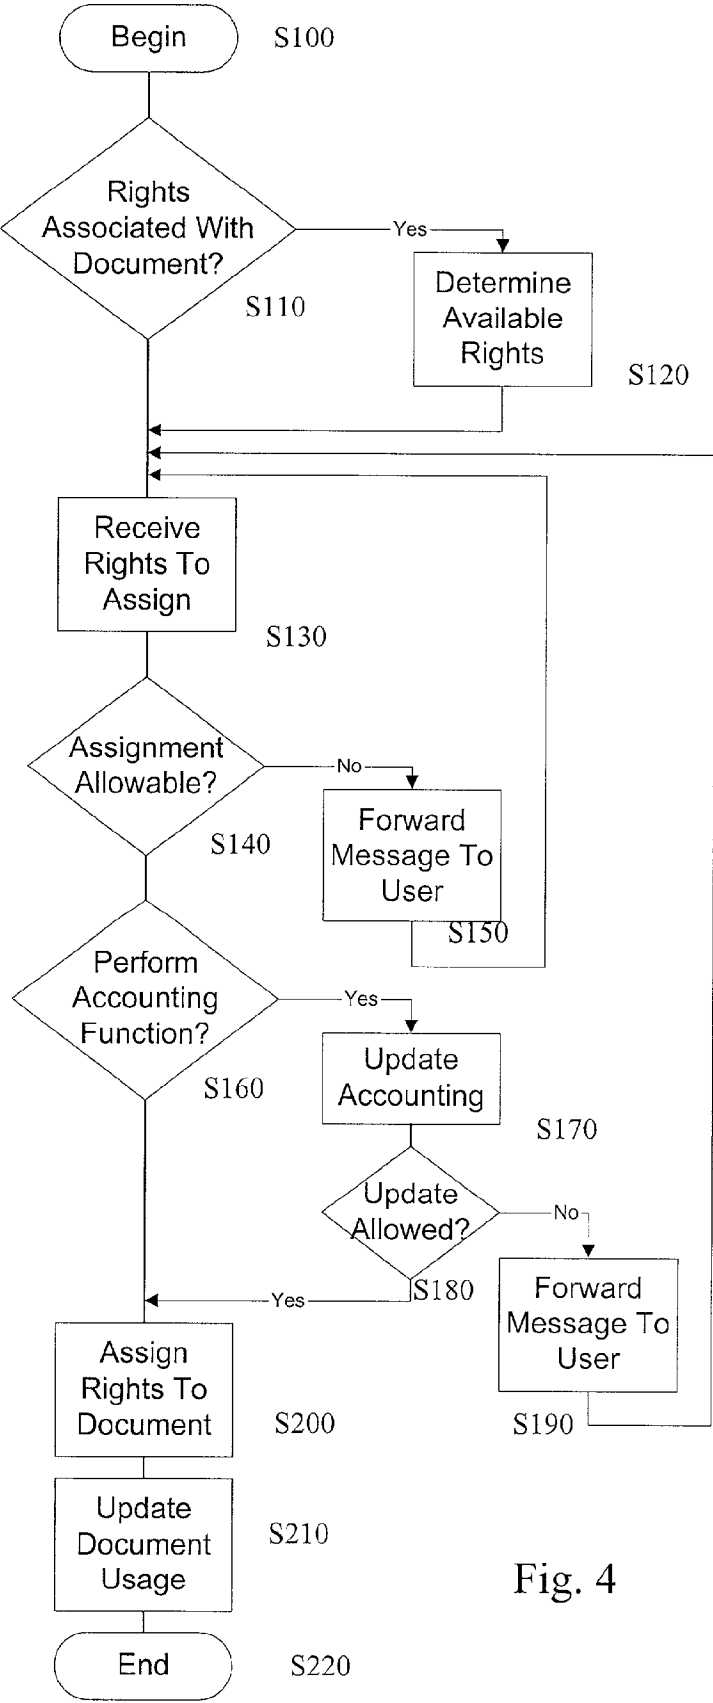 Begin
S100
Rights
Associated With
Document?
S110
Yes
Determine
Available
Rights
S120
Receive
Rights To
Assign
S130
Assignment
Allowable?
S140
No
Forward
Message To
User
S150
Perform
Accounting
Function?
S160
Yes
Update
Accounting
S170
Update
Allowed?
S180
No
Forward
Message To
User
S190
Yes
Assign
Rights To
Document
S200
Update
Document
Usage
S210
Fig. 4
End
S220